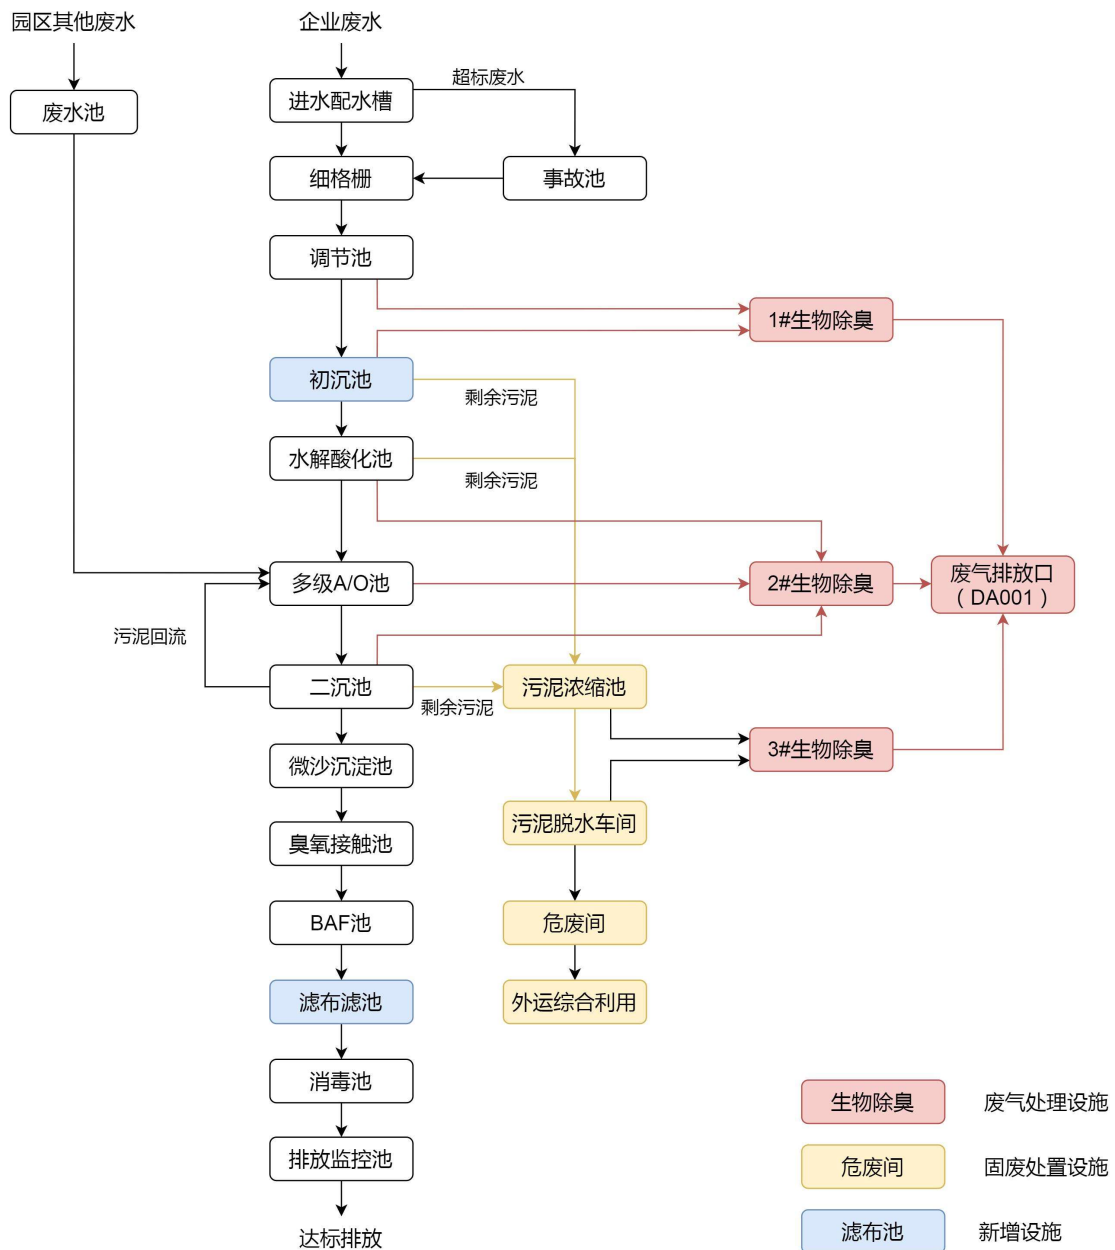 园区其他废水
企业废水
超标废水
进水配水槽
废水池
细格栅
事故池
调节池
1#生物除臭
初沉池
剩余污泥
水解酸化池
剩余污泥
多级A/O池
2#生物除臭
废气排放口
（DA001）
污泥回流
二沉池
剩余污泥
污泥浓缩池
3#生物除臭
微沙沉淀池
污泥脱水车间
臭氧接触池
BAF池
危废间
滤布滤池
外运综合利用
消毒池
生物除臭
废气处理设施
排放监控池
危废间
固废处置设施
达标排放
滤布池
新增设施